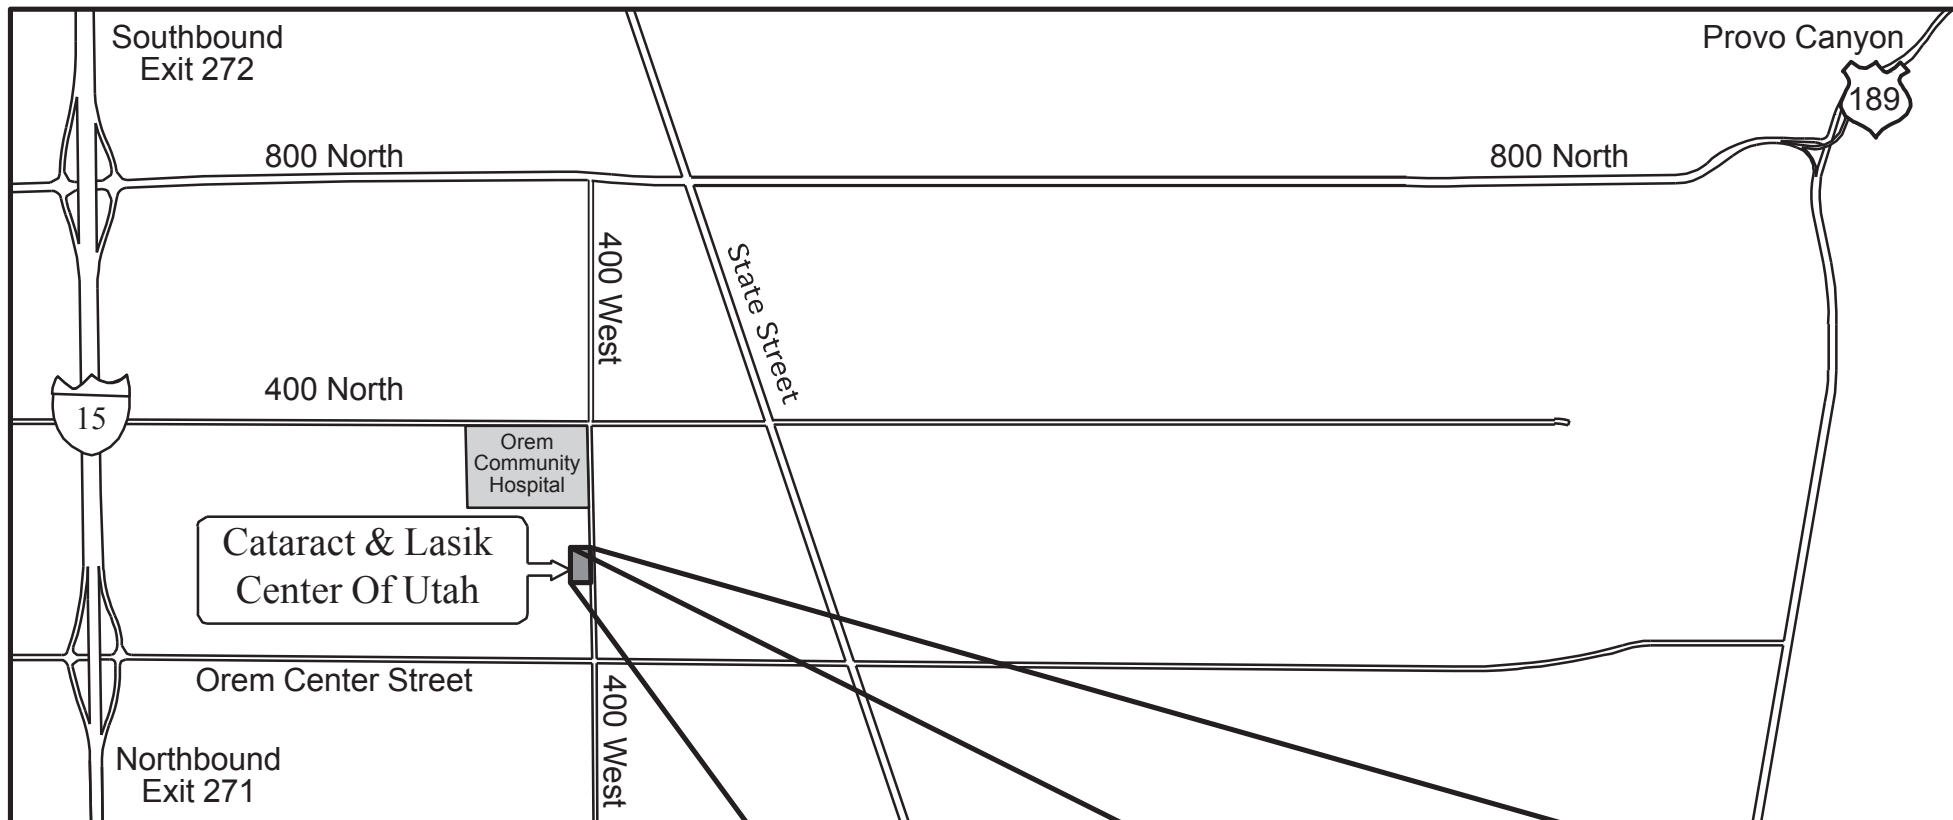 Southbound
Exit 272
Provo Canyon
189
800 North
800 North
400 West
State Street
400 North
15
Orem
Community
Hospital
Cataract & Lasik
Center Of Utah
Orem Center Street
400 West
Northbound
Exit 271